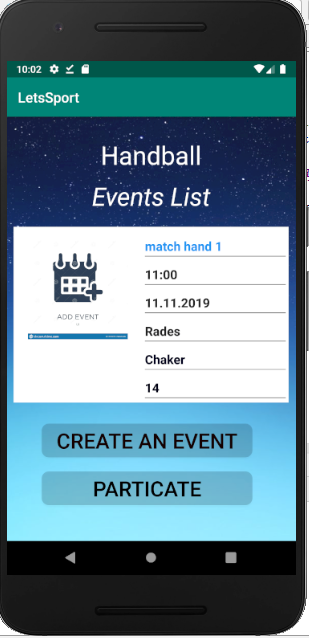 10:02
LetsSport
Handball
Events List
match hand 1
11:00
11.11.2019
ADD EVENT
Rades
Chaker
14
CREATE AN EVENT
PARTICATE